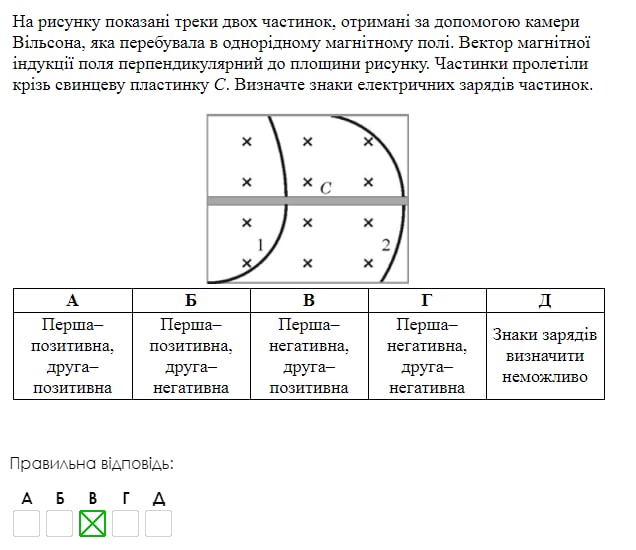 На рисунку показані треки двох частинок, отримані за допомогою камери
Вільсона, яка перебувала в однорідному магнітному полі. Вектор магнітної
індукції поля перпендикулярний до площини рисунку. Частинки пролетіли
крізь свинцеву пластинку C. Визначте знаки електричних зарядів частинок.
× × ×
× × C ×
× 1 × × 2
× × ×
А Б В Г Д
Перша– Перша– Перша– Перша– Знаки зарядів
позитивна, позитивна, негативна, негативна, визначити
друга– друга– друга– друга– неможливо
позитивна негативна позитивна негативна
Правильна відповідь:
А Б В Г Д